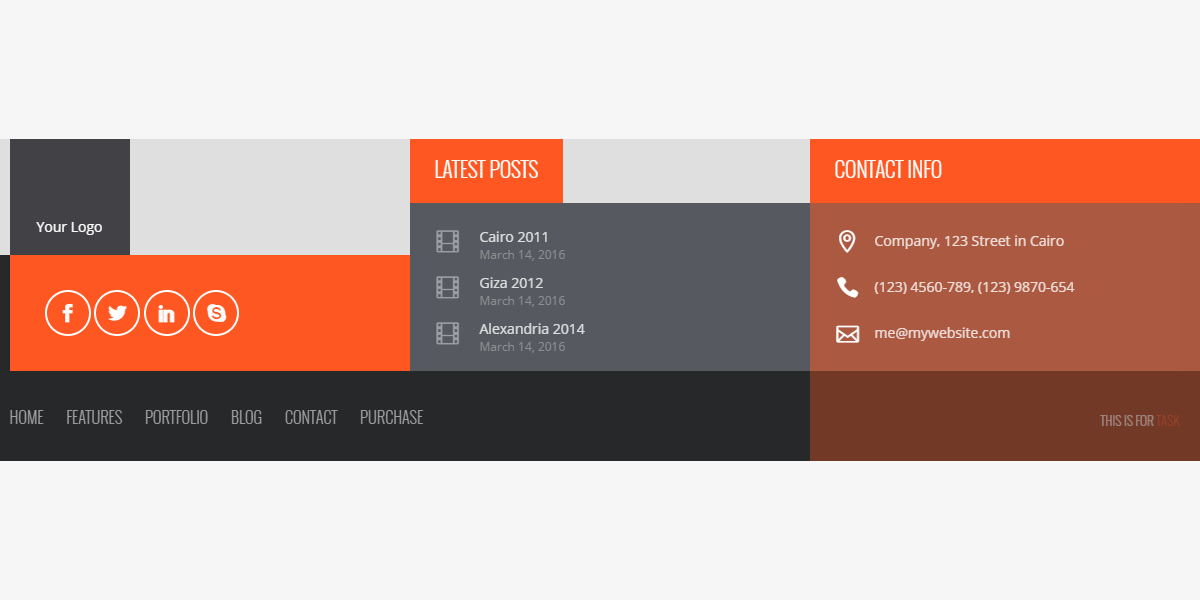 Your Logo
LATEST POSTS
Cairo 2011
March 14, 2016
Giza 2012
March 14, 2016
Alexandria 2014
March 14, 2016
CONTACT INFO
Company, 123 Street in Cairo
(123) 4560-789, (123) 9870-654
me@mywebsite.com
HOME FEATURES PORTFOLIO BLOG CONTACT PURCHASE
THIS IS FOR TASK